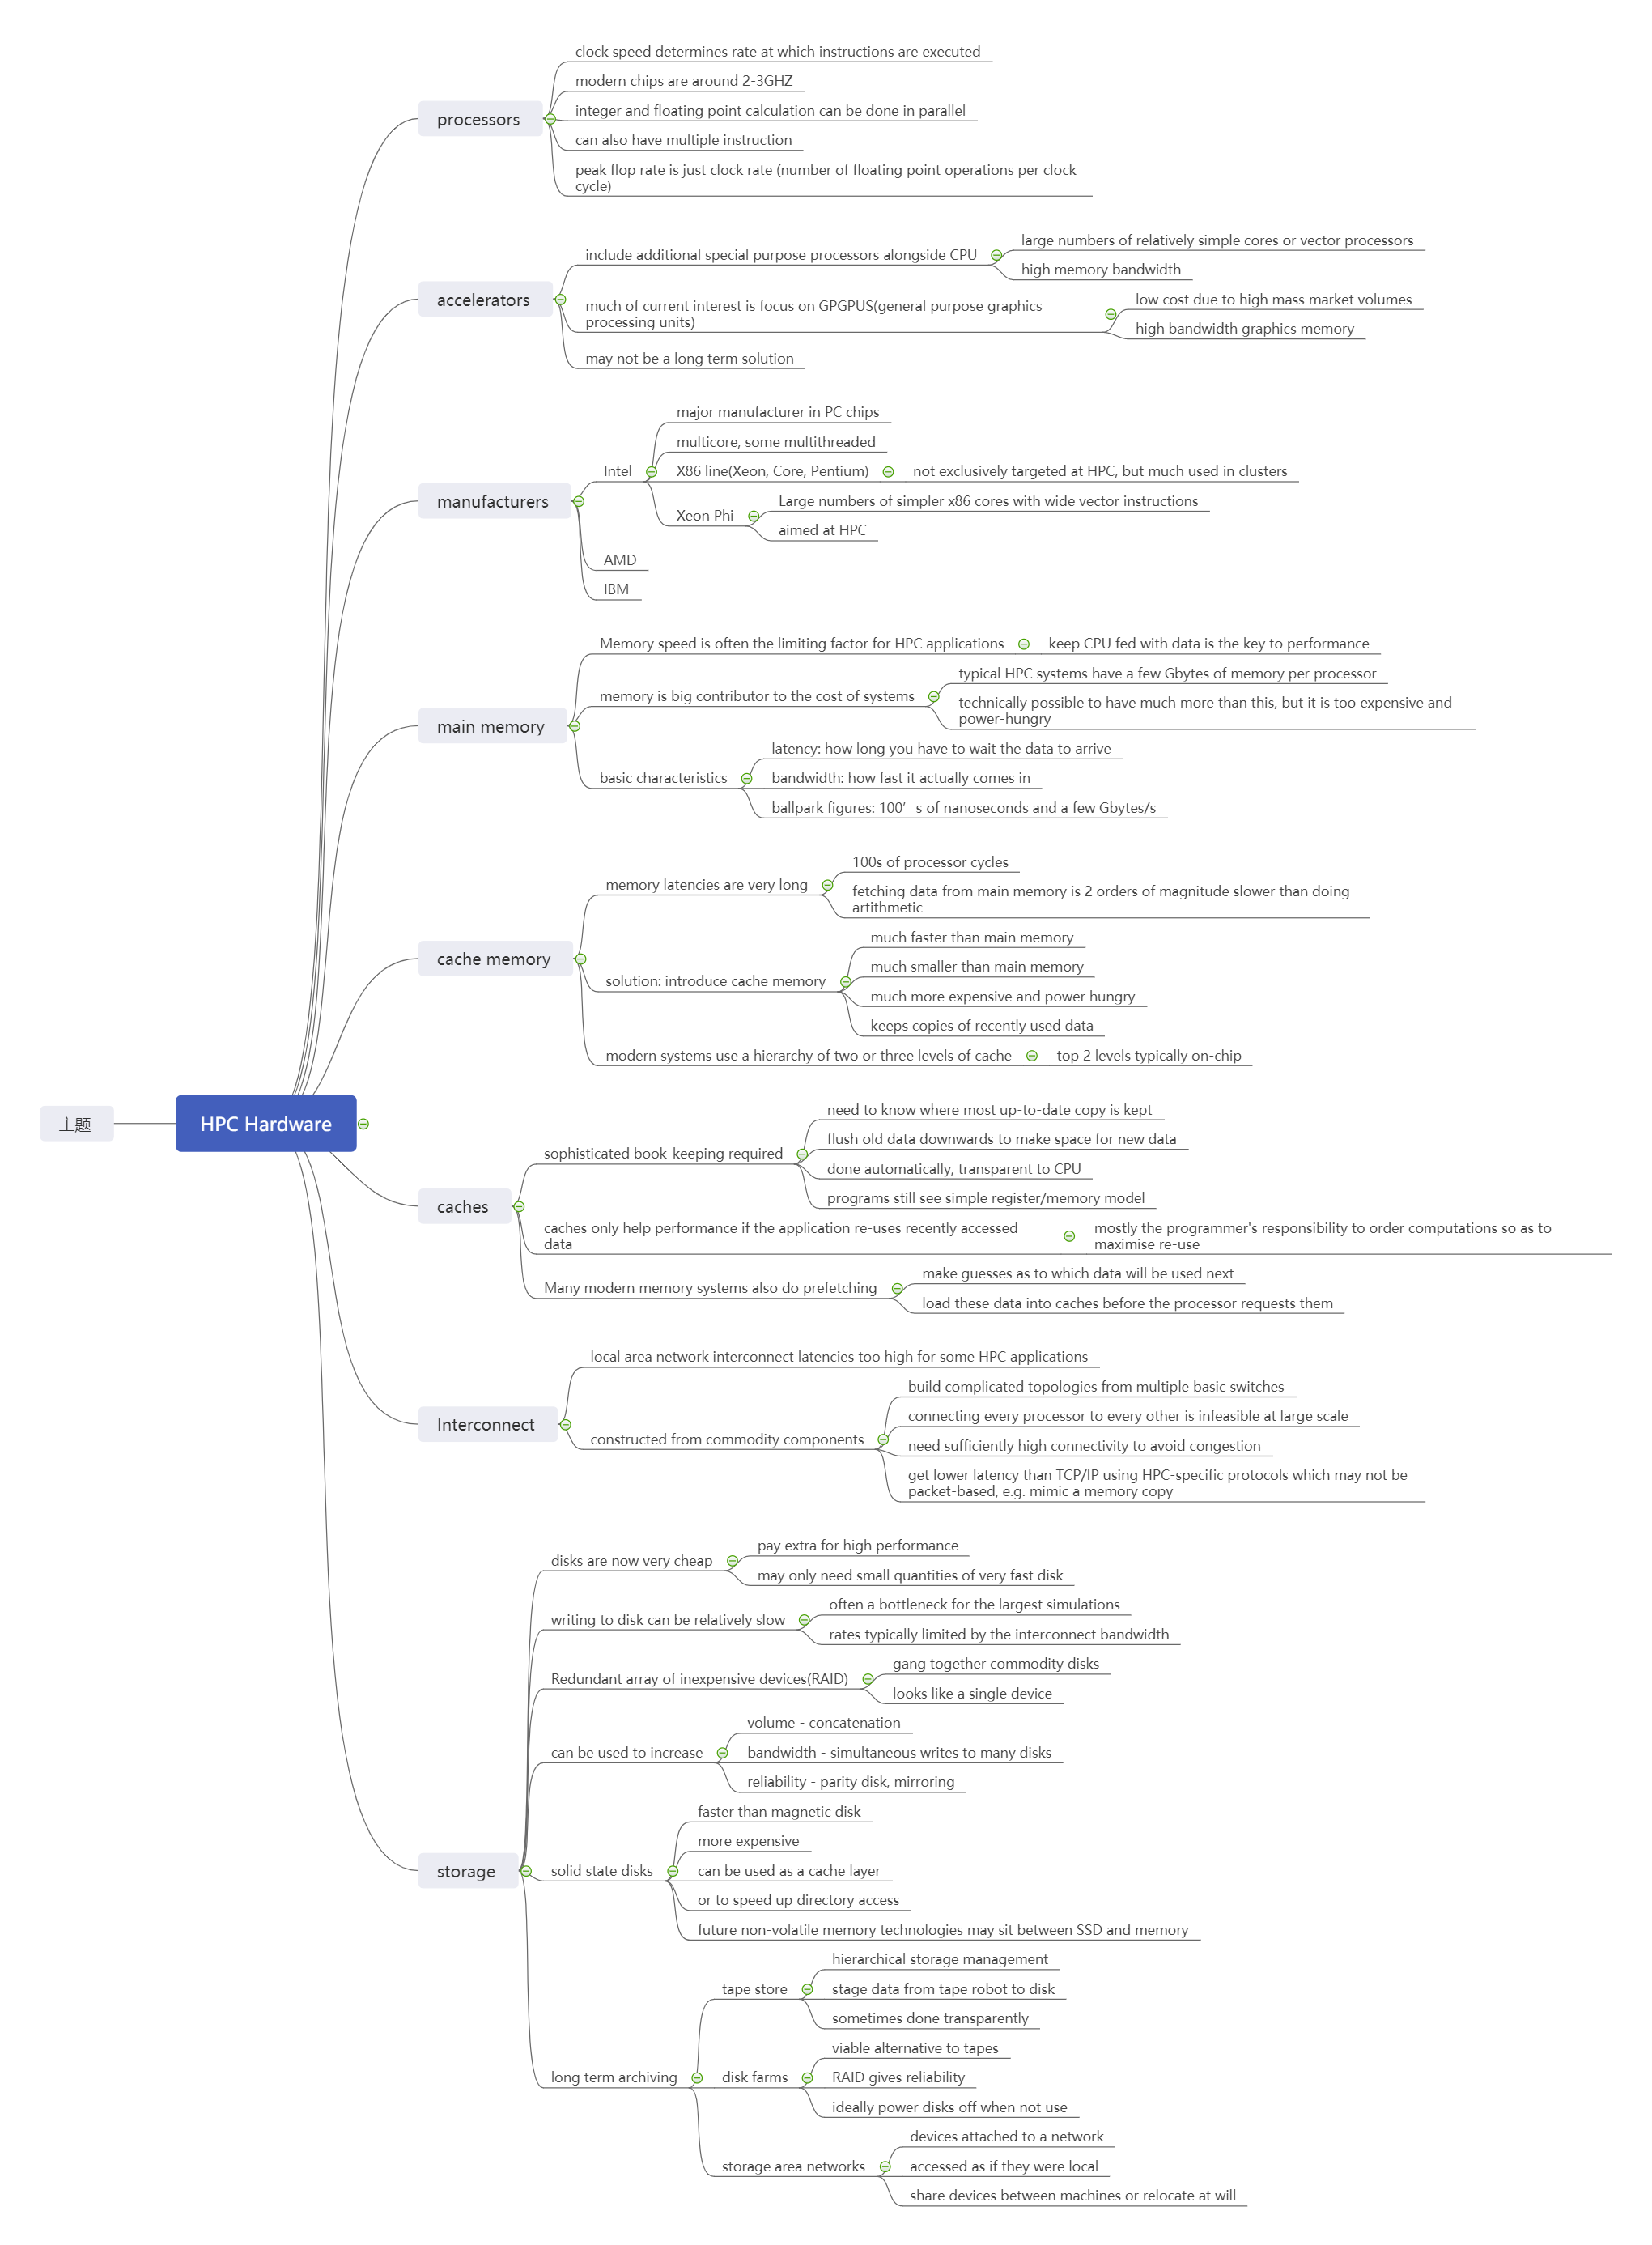 主题
HPC Hardware
processors
clock speed determines rate at which instructions are executed
modern chips are around 2-3GHZ
integer and floating point calculation can be done in parallel
can also have multiple instruction
peak flop rate is just clock rate (number of floating point operations per clock
cycle)
accelerators
include additional special purpose processors alongside CPU
large numbers of relatively simple cores or vector processors
high memory bandwidth
much of current interest is focus on GPGPUS(general purpose graphics
processing units)
low cost due to high mass market volumes
high bandwidth graphics memory
may not be a long term solution
manufacturers
Intel
major manufacturer in PC chips
multicore, some multithreaded
X86 line(Xeon, Core, Pentium)
not exclusively targeted at HPC, but much used in clusters
Xeon Phi
Large numbers of simpler x86 cores with wide vector instructions
aimed at HPC
AMD
IBM
main memory
Memory speed is often the limiting factor for HPC applications
keep CPU fed with data is the key to performance
memory is big contributor to the cost of systems
typical HPC systems have a few Gbytes of memory per processor
technically possible to have much more than this, but it is too expensive and
power-hungry
basic characteristics
latency: how long you have to wait the data to arrive
bandwidth: how fast it actually comes in
ballpark figures: 100’s of nanoseconds and a few Gbytes/s
cache memory
memory latencies are very long
100s of processor cycles
fetching data from main memory is 2 orders of magnitude slower than doing
artithmetic
solution: introduce cache memory
much faster than main memory
much smaller than main memory
much more expensive and power hungry
keeps copies of recently used data
modern systems use a hierarchy of two or three levels of cache
top 2 levels typically on-chip
caches
sophisticated book-keeping required
need to know where most up-to-date copy is kept
flush old data downwards to make space for new data
done automatically, transparent to CPU
programs still see simple register/memory model
caches only help performance if the application re-uses recently accessed
data
mostly the programmer's responsibility to order computations so as to
maximise re-use
Many modern memory systems also do prefetching
make guesses as to which data will be used next
load these data into caches before the processor requests them
Interconnect
local area network interconnect latencies too high for some HPC applications
constructed from commodity components
build complicated topologies from multiple basic switches
connecting every processor to every other is infeasible at large scale
need sufficiently high connectivity to avoid congestion
get lower latency than TCP/IP using HPC-specific protocols which may not be
packet-based, e.g. mimic a memory copy
storage
disks are now very cheap
pay extra for high performance
may only need small quantities of very fast disk
writing to disk can be relatively slow
often a bottleneck for the largest simulations
rates typically limited by the interconnect bandwidth
Redundant array of inexpensive devices(RAID)
gang together commodity disks
looks like a single device
can be used to increase
volume - concatenation
bandwidth - simultaneous writes to many disks
reliability - parity disk, mirroring
solid state disks
faster than magnetic disk
more expensive
can be used as a cache layer
or to speed up directory access
future non-volatile memory technologies may sit between SSD and memory
long term archiving
tape store
hierarchical storage management
stage data from tape robot to disk
sometimes done transparently
disk farms
viable alternative to tapes
RAID gives reliability
ideally power disks off when not use
storage area networks
devices attached to a network
accessed as if they were local
share devices between machines or relocate at will